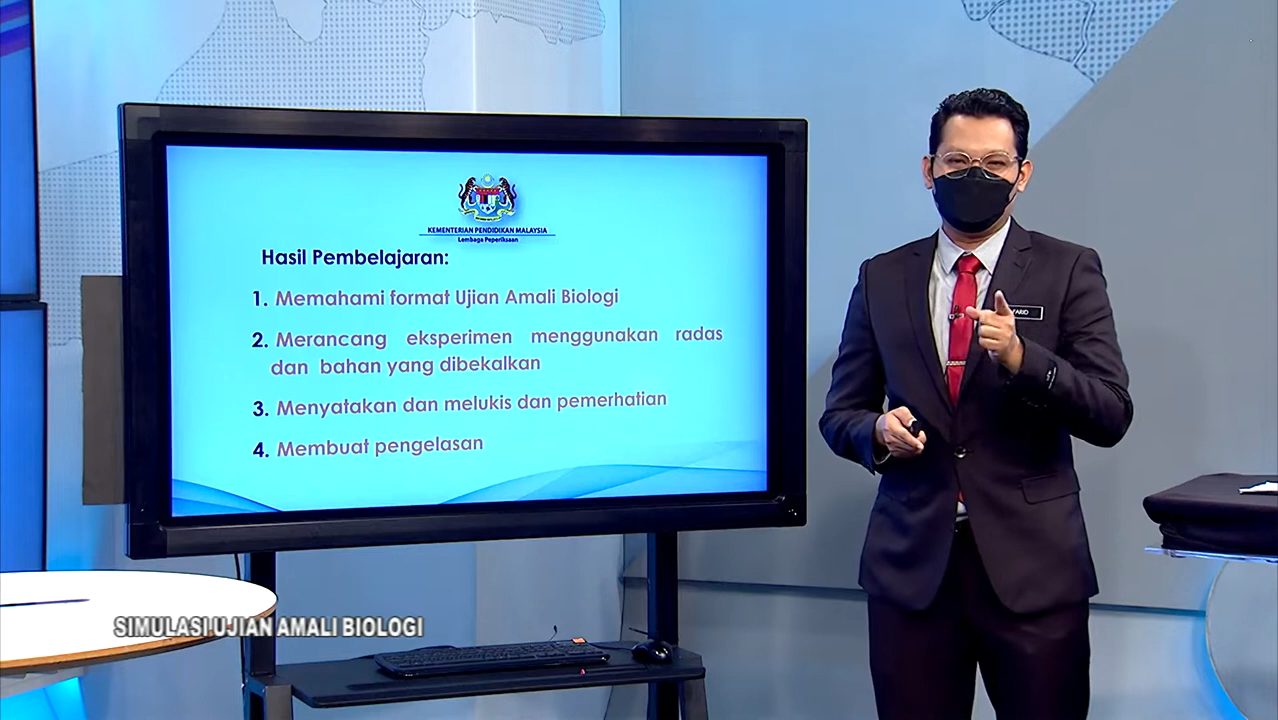 KEMENTERIAN PENDIDIKAN MALAYSIA
Lembaga Peperiksaan
Hasil Pembelajaran:
1. Memahami format Ujian Amali Biologi
2. Merancang eksperimen menggunakan radas
dan bahan yang dibekalkan
3. Menyatakan dan melukis dan pemerhatian
4. Membuat pengelasan
FARID
SIMULASI UJIAN AMALI BIOLOGI